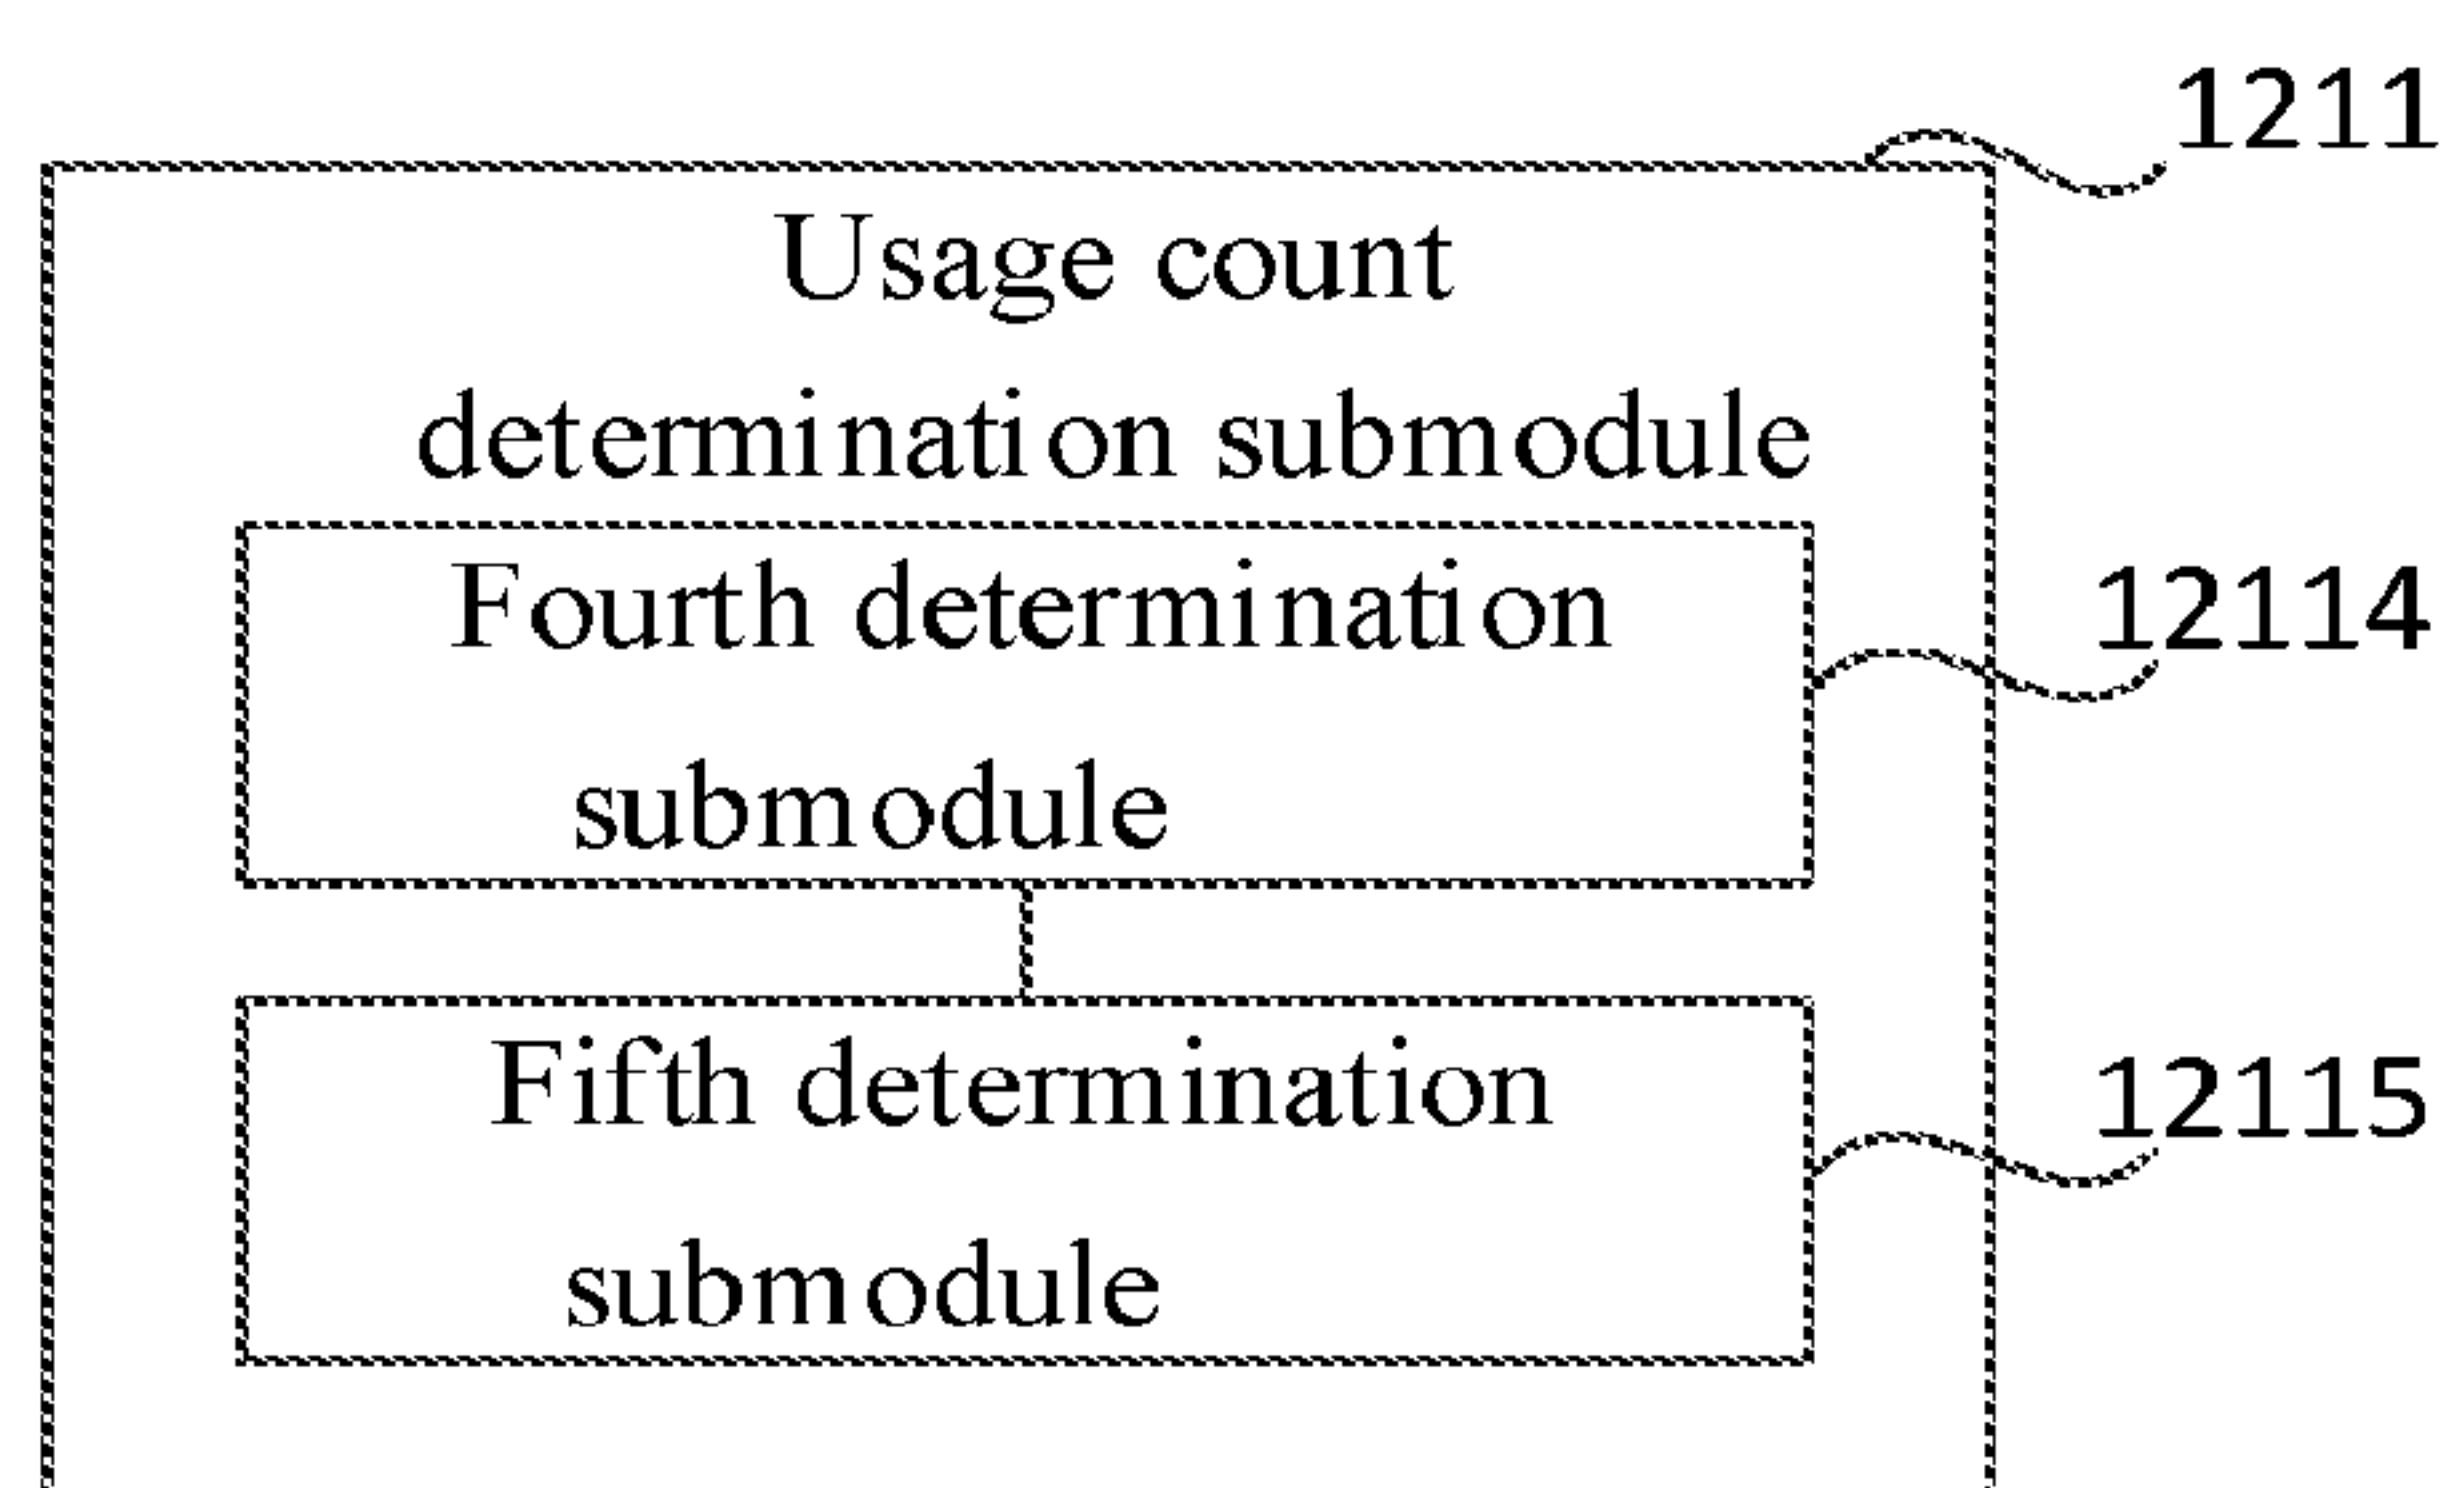 1211
Usage count
determination submodule
Fourth determination
submodule
12114
Fifth determination
submodule
12115